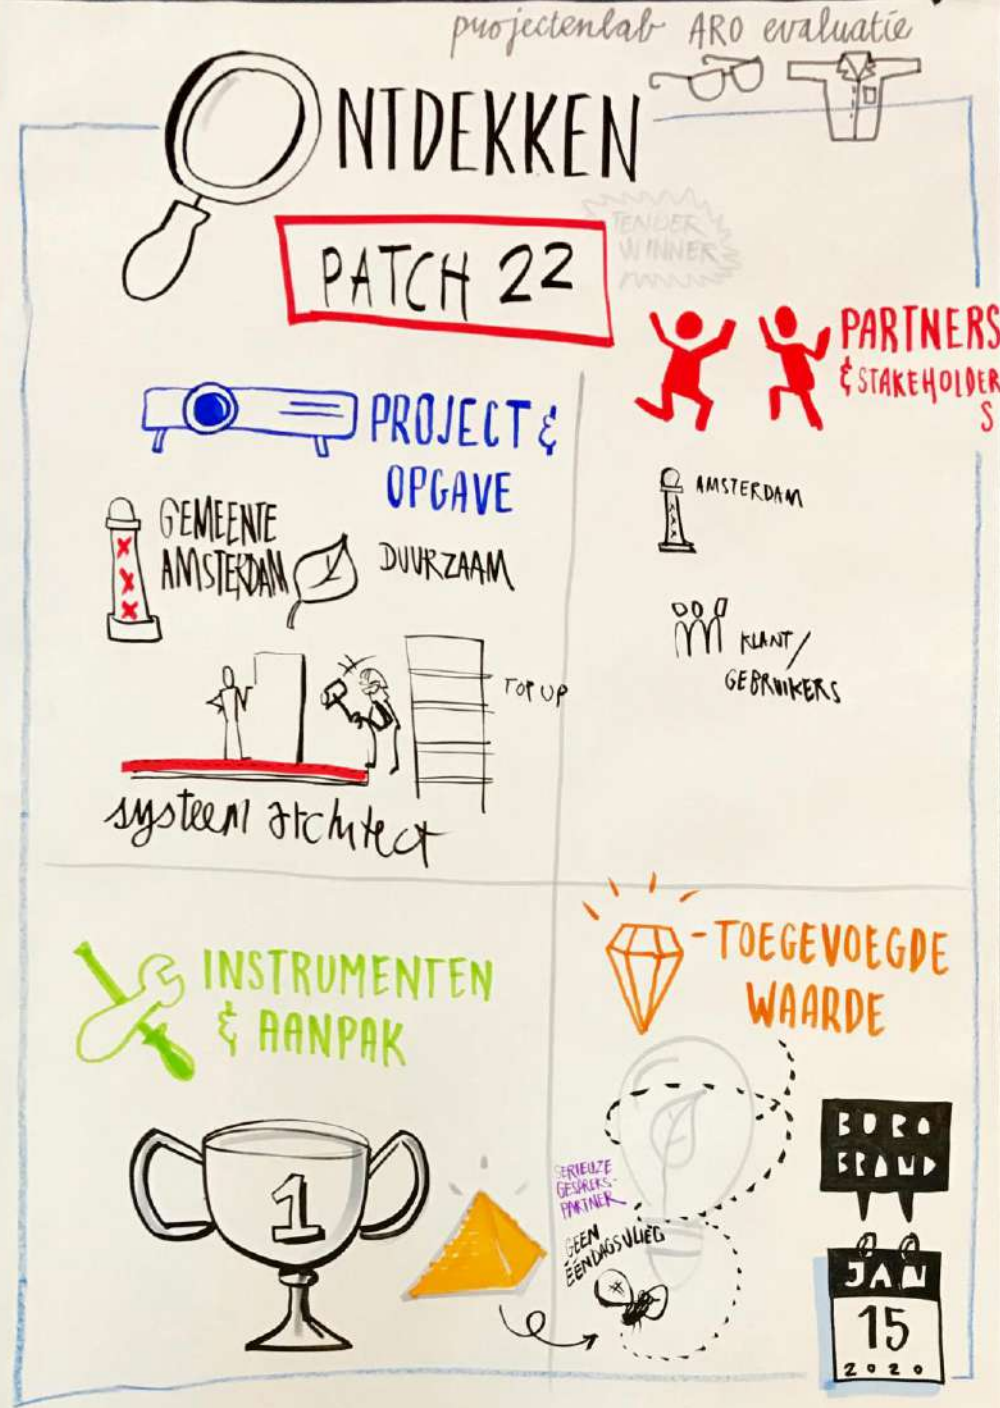 projectenlab ARO evaluatie
ONTDEKKEN
TENDER
WINNER
PATCH 22
PROJECT &
OPGAVE
GEMEENTE
AMSTERDAM
DUURZAAM
TOP UP
systeem architect
PARTNERS
& STAKEHOLDER
S
AMSTERDAM
KLANT/
GEBRUIKERS
INSTRUMENTEN
& AANPAK
1
TOEGEVOEGDE
WAARDE
SERIEUZE
GESPREKS-
PARTNER
GEEN
ÉÉNDAGSVLIEG
BURO
BRAND
JAN
15
2020